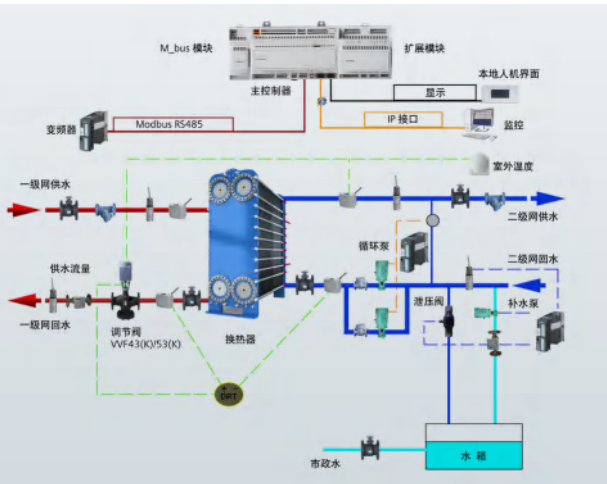 M_bus 模块
扩展模块
主控制器
本地人机界面
显示
变频器
Modbus RS485
IP 接口
监控
室外温度
一级网供水
二级网供水
循环泵
供水流量
二级网回水
泄压阀
补水泵
一级网回水
调节阀
VVF43(K)/53(K)
换热器
市政水
水 箱